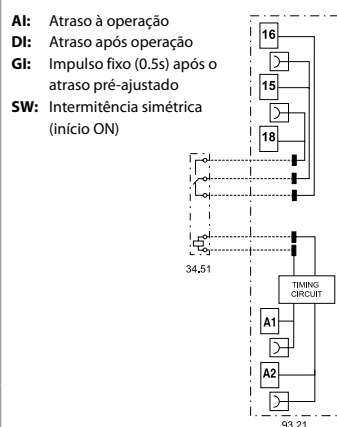 AI: Atraso à operação
DI: Atraso após operação
GI: Impulso fixo (0.5s) após o
atraso pré-ajustado
SW: Intermitência simétrica
(início ON)
16
15
18
34.51
TIMING
CIRCUIT
A1
A2
93.21